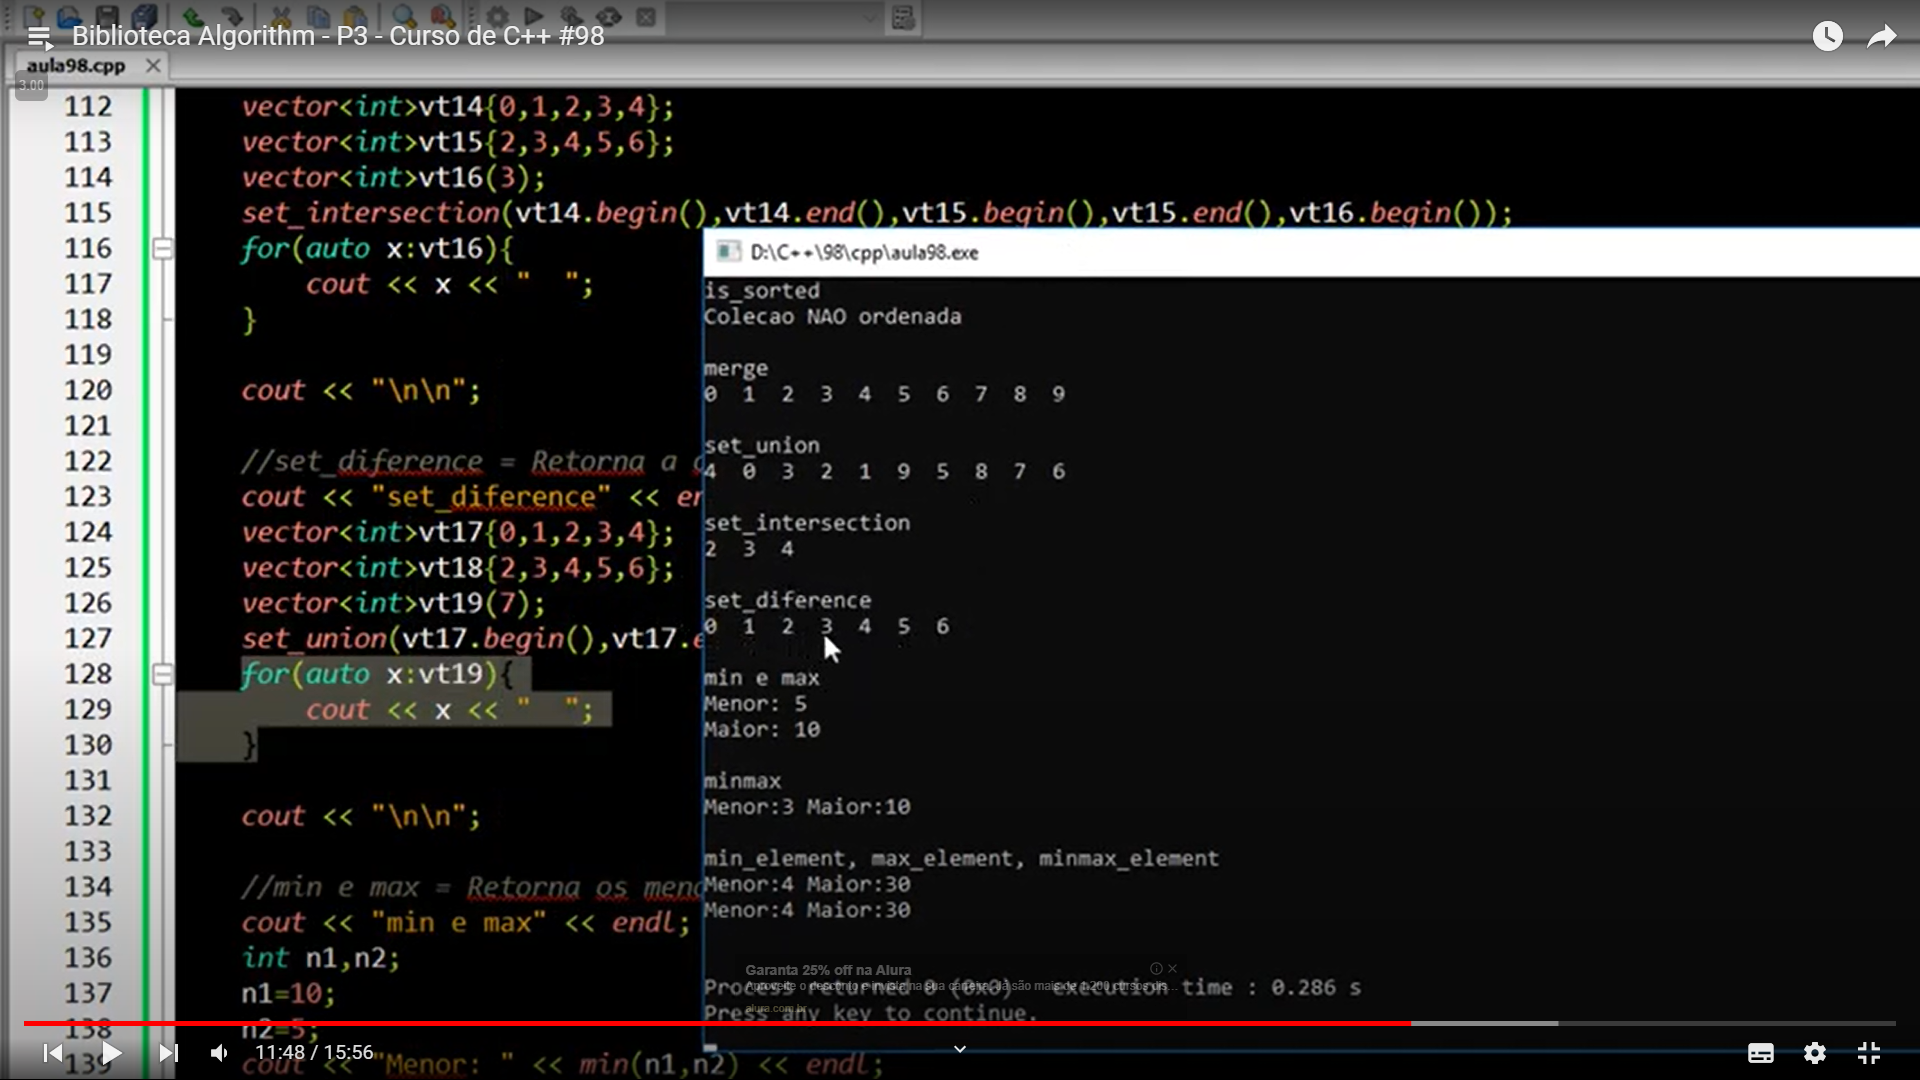 Biblioteca Algorithm - P3 - Curso de C++ #98
aula98.cpp
3.00
112 vector<int>vt14{0,1,2,3,4};
113 vector<int>vt15{2,3,4,5,6};
114 vector<int>vt16(3);
115 set_intersection(vt14.begin(),vt14.end(),vt15.begin(),vt15.end(),vt16.begin());
116 for(auto x:vt16){
117 cout << x << "  ";
118 }
119
120 cout << "\n\n";
121
122 //set_diference = Retorna a
123 cout << "set_diference" << en
124 vector<int>vt17{0,1,2,3,4};
125 vector<int>vt18{2,3,4,5,6};
126 vector<int>vt19(7);
127 set_union(vt17.begin(),vt17.e
128 for(auto x:vt19){
129 cout << x << "  ";
130 }
131
132 cout << "\n\n";
133
134 //min e max = Retorna os meno
135 cout << "min e max" << endl;
136 int n1,n2;
137 n1=10;
138 n2=5;
139 cout << "Menor: " << min(n1,n2) << endl;
D:\C++\98\cpp\aula98.exe
is_sorted
Colecao NAO ordenada
merge
0 1 2 3 4 5 6 7 8 9
set_union
4 0 3 2 1 9 5 8 7 6
set_intersection
2 3 4
set_diference
0 1 2 3 4 5 6
min e max
Menor: 5
Maior: 10
minmax
Menor:3 Maior:10
min_element, max_element, minmax_element
Menor:4 Maior:30
Menor:4 Maior:30
Garanta 25% off na Alura
Aproveite o desconto e invista na sua carreira. Já são mais de 1.200 cursos dis...
alura.com.br
Process returned 0 (0x0) execution time : 0.286 s
Press any key to continue.
11:48 / 15:56